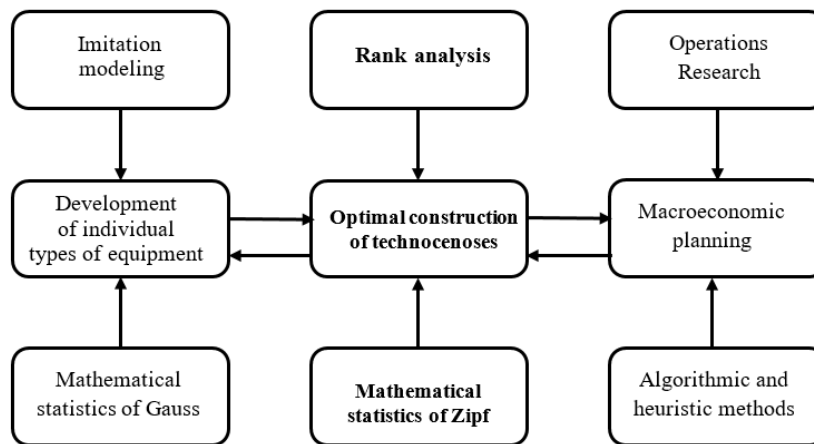 Imitation
modeling
Rank analysis
Operations
Research
Development
of individual
types of equipment
Optimal construction
of technocenoses
Macroeconomic
planning
Mathematical
statistics of Gauss
Mathematical
statistics of Zipf
Algorithmic and
heuristic methods